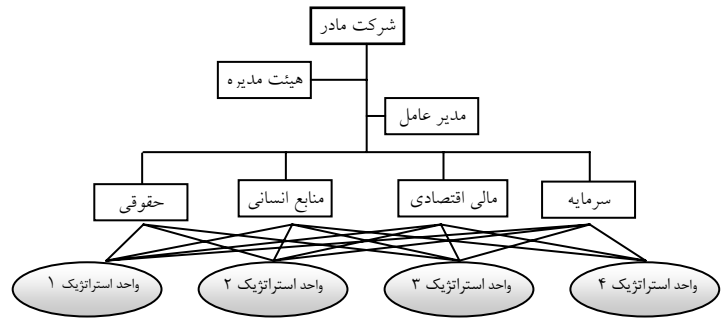 شرکت مادر
هیئت مدیره
مدیر عامل
سرمایه
مالی اقتصادی
منابع انسانی
حقوقی
واحد استراتژیک ۴
واحد استراتژیک ۳
واحد استراتژیک ۲
واحد استراتژیک ۱